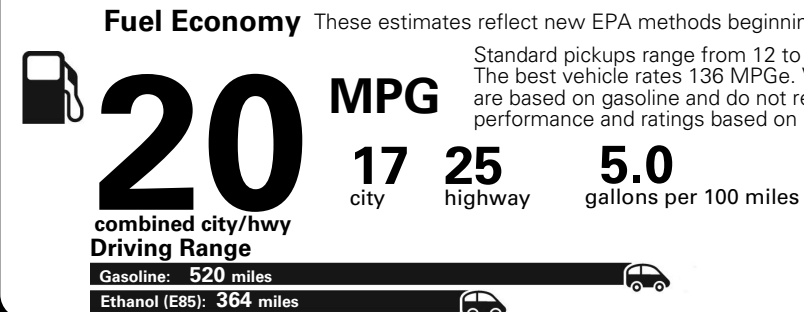 Fuel Economy These estimates reflect new EPA methods beginnin
Standard pickups range from 12 to
The best vehicle rates 136 MPGe. V
are based on gasoline and do not re
performance and ratings based on
20 MPG
combined city/hwy
17 city
25 highway
5.0 gallons per 100 miles
Driving Range
Gasoline: 520 miles
Ethanol (E85): 364 miles